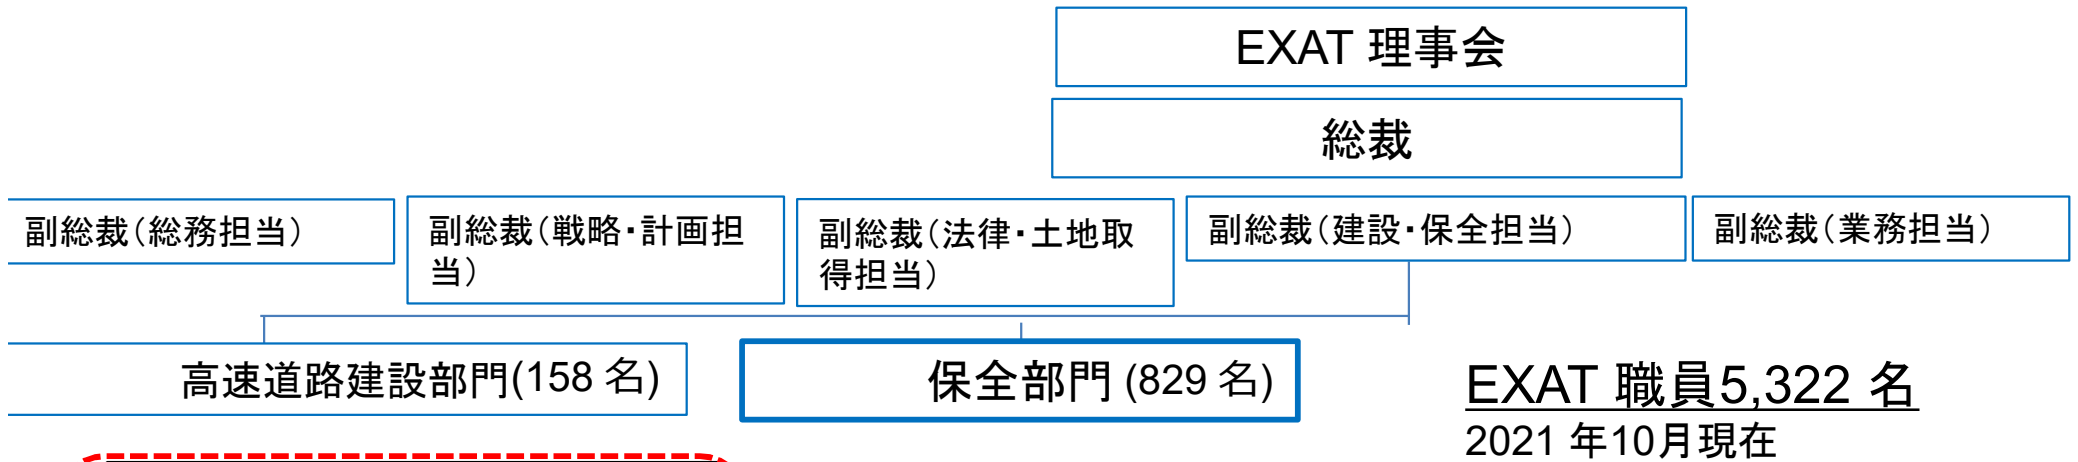 EXAT 理事会
総裁
副総裁(総務担当)
副総裁(戦略・計画担
当)
副総裁(法律・土地取
得担当)
副総裁(建設・保全担当)
副総裁(業務担当)
高速道路建設部門(158 名)
保全部門 (829 名)
EXAT 職員5,322 名
2021 年10月現在